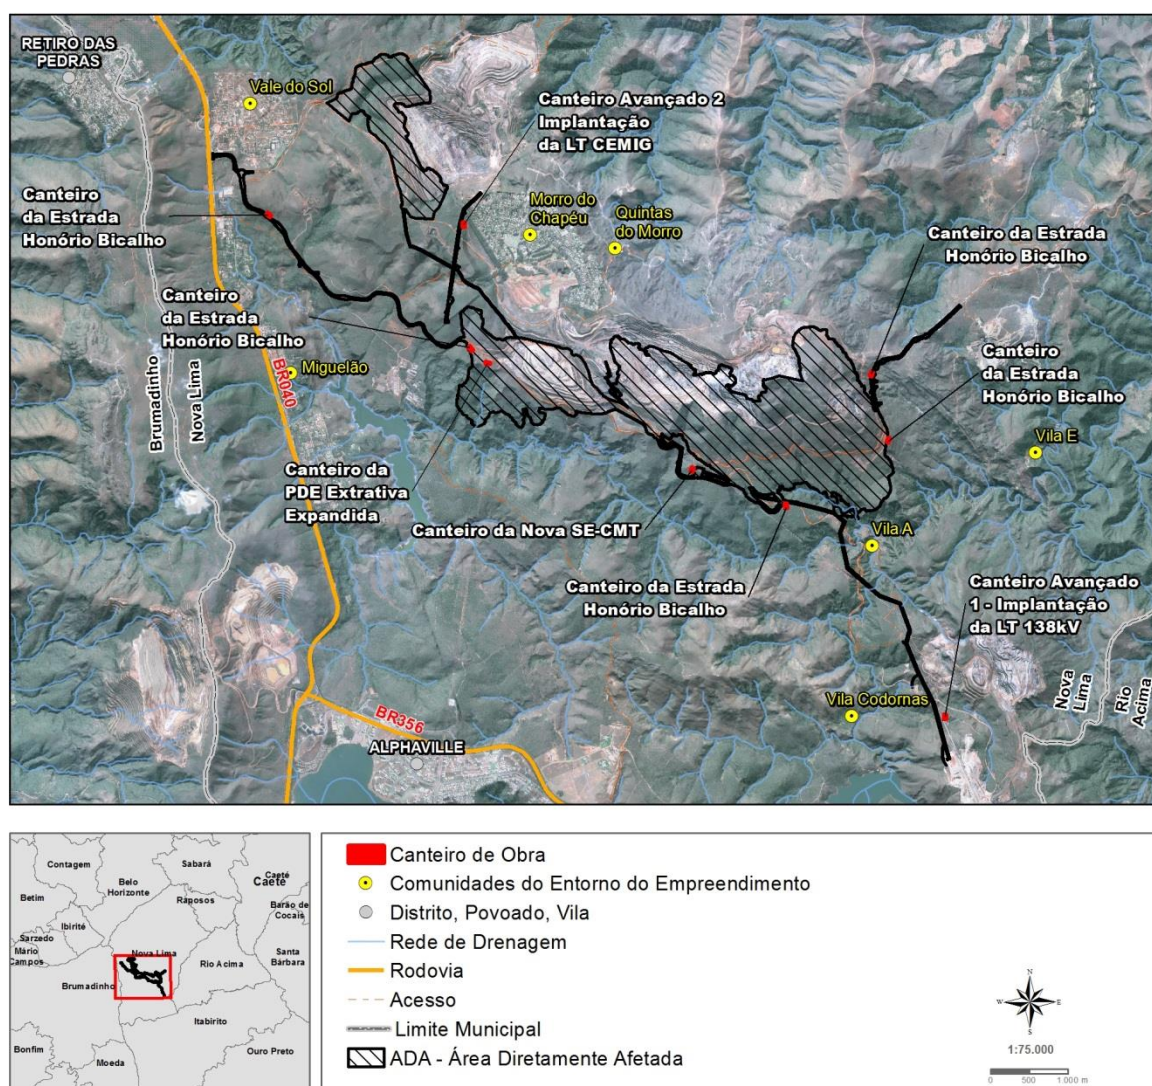 RETIRO DAS
PEDRAS
Vale do Sol
Canteiro Avançado 2
Implantação
da LT CEMIG
Canteiro
da Estrada
Honório Bicalho
Morro do
Chapéu
Quintas
do Morro
Canteiro da Estrada
Honório Bicalho
Canteiro
da Estrada
Honório Bicalho
Brumadinho
Nova Lima
BR040
Miguelão
Canteiro
da Estrada
Honório Bicalho
Vila E
Canteiro da
PDE Extrativa
Expandida
Canteiro da Nova SE-CMT
Vila A
Canteiro da Estrada
Honório Bicalho
Canteiro Avançado
1 - Implantação
da LT 138kV
Nova
Lima
Rio
Acima
Vila Codornas
BR356
ALPHAVILLE
Contagem
Sabará
Belo
Horizonte
Caeté
Caeté
Betim
Raposos
Barão de
Cocais
Ibirité
Sarzedo
Mário
Campos
Nova Lima
Rio Acima
Santa
Bárbara
Brumadinho
Itabirito
Bonfim
Moeda
Ouro Preto
Canteiro de Obra
Comunidades do Entorno do Empreendimento
Distrito, Povoado, Vila
Rede de Drenagem
Rodovia
Acesso
Limite Municipal
ADA - Área Diretamente Afetada
N
W
E
S
1:75.000
0 500 1.000 m